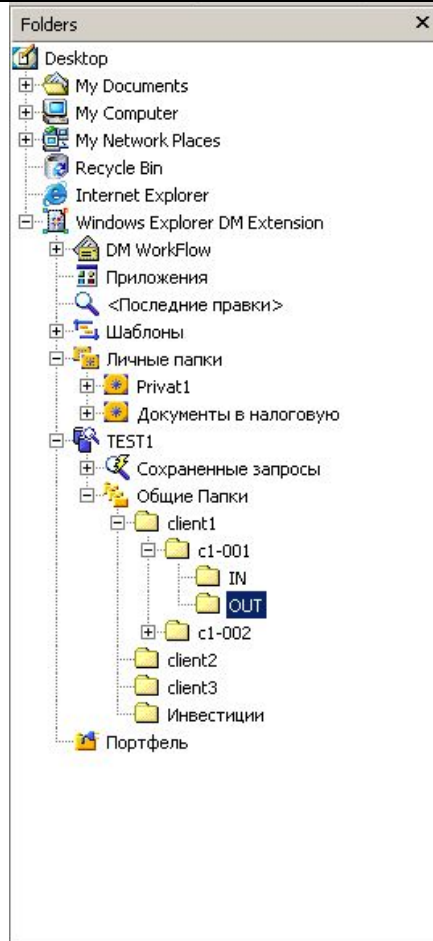 Folders
Desktop
My Documents
My Computer
My Network Places
Recycle Bin
Internet Explorer
Windows Explorer DM Extension
DM WorkFlow
Приложения
<Последние правки>
Шаблоны
Личные папки
Privat1
Документы в налоговую
TEST1
Сохраненные запросы
Общие Папки
client1
c1-001
IN
OUT
c1-002
client2
client3
Инвестиции
Портфель